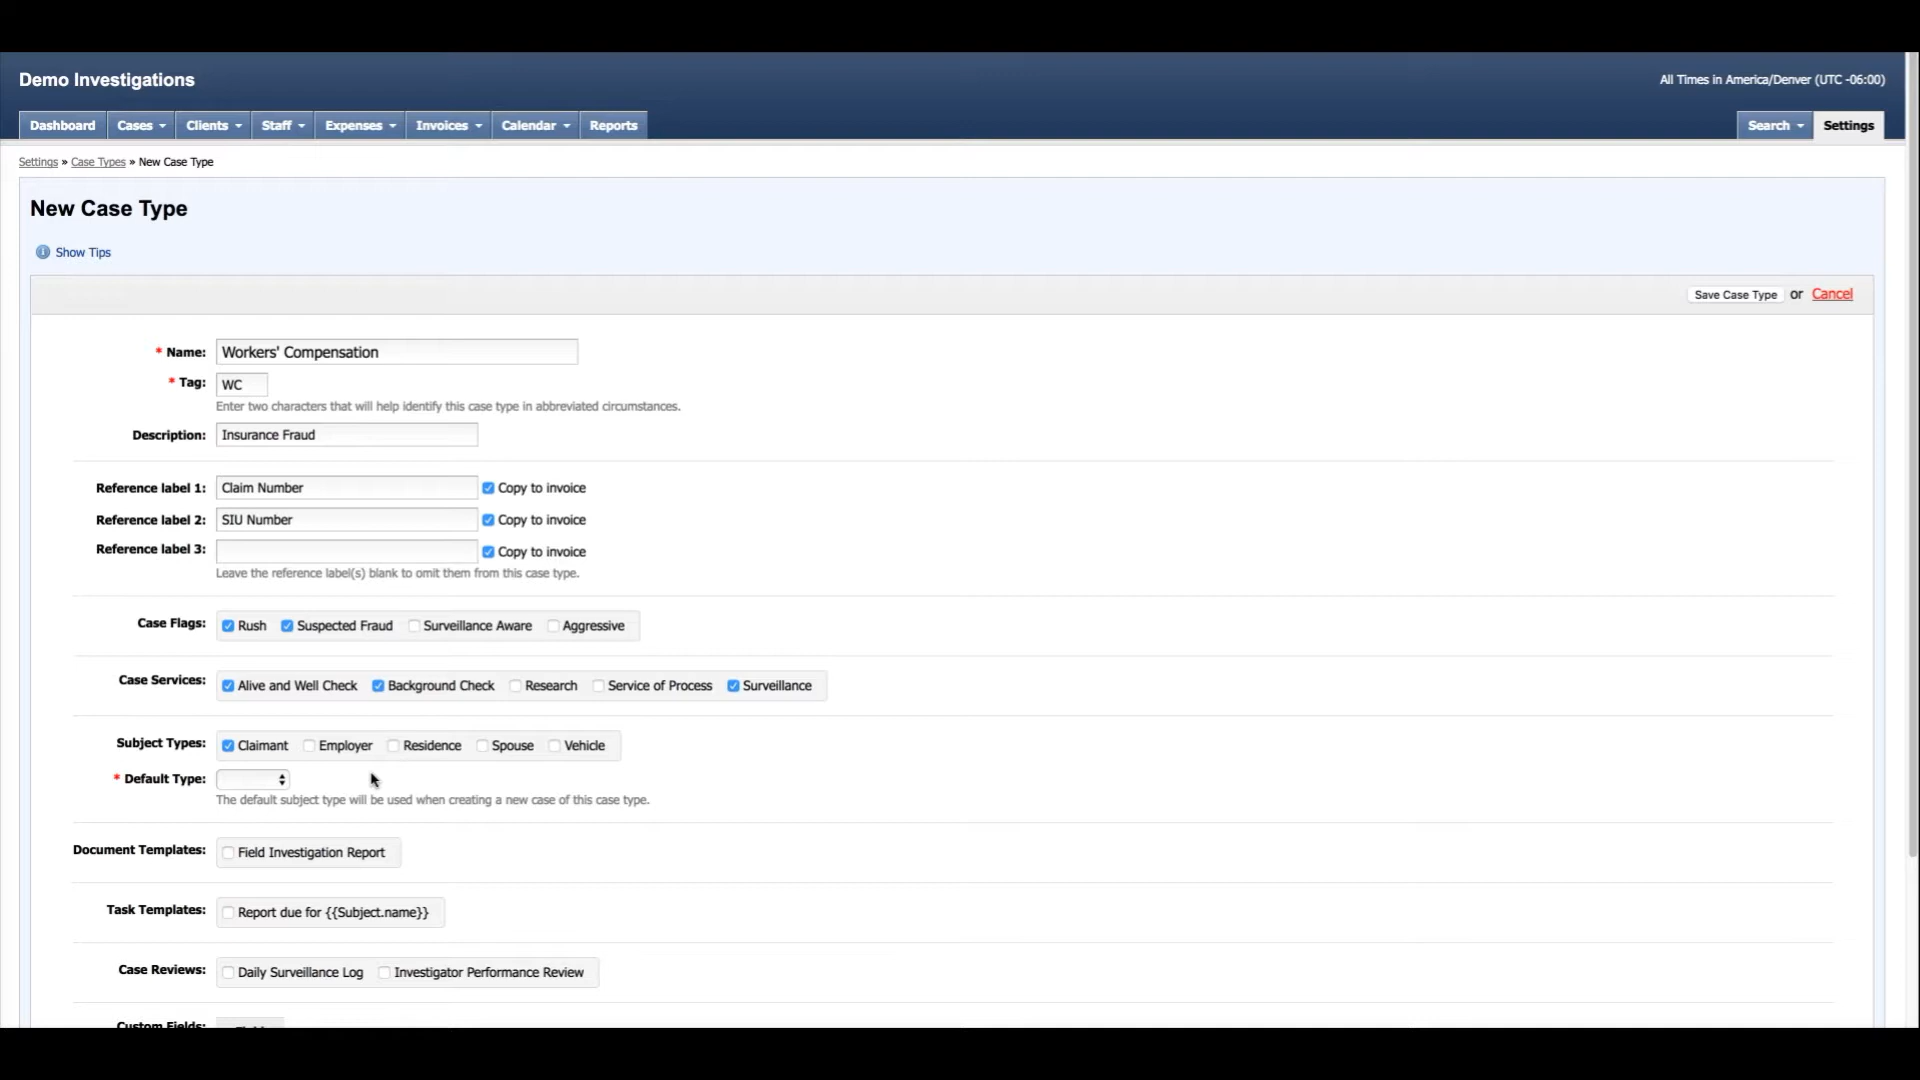 Demo Investigations
All Times in America/Denver (UTC -06:00)
Dashboard Cases Clients Staff Expenses Invoices Calendar Reports Search Settings
Settings » Case Types » New Case Type
New Case Type
Show Tips
Save Case Type or Cancel
* Name: Workers' Compensation
* Tag: WC
Enter two characters that will help identify this case type in abbreviated circumstances.
Description: Insurance Fraud
Reference label 1: Claim Number Copy to invoice
Reference label 2: SIU Number Copy to invoice
Reference label 3: Copy to invoice
Leave the reference label(s) blank to omit them from this case type.
Case Flags: Rush Suspected Fraud Surveillance Aware Aggressive
Case Services: Alive and Well Check Background Check Research Service of Process Surveillance
Subject Types: Claimant Employer Residence Spouse Vehicle
* Default Type:
The default subject type will be used when creating a new case of this case type.
Document Templates: Field Investigation Report
Task Templates: Report due for {{Subject.name}}
Case Reviews: Daily Surveillance Log Investigator Performance Review
Custom Fields: